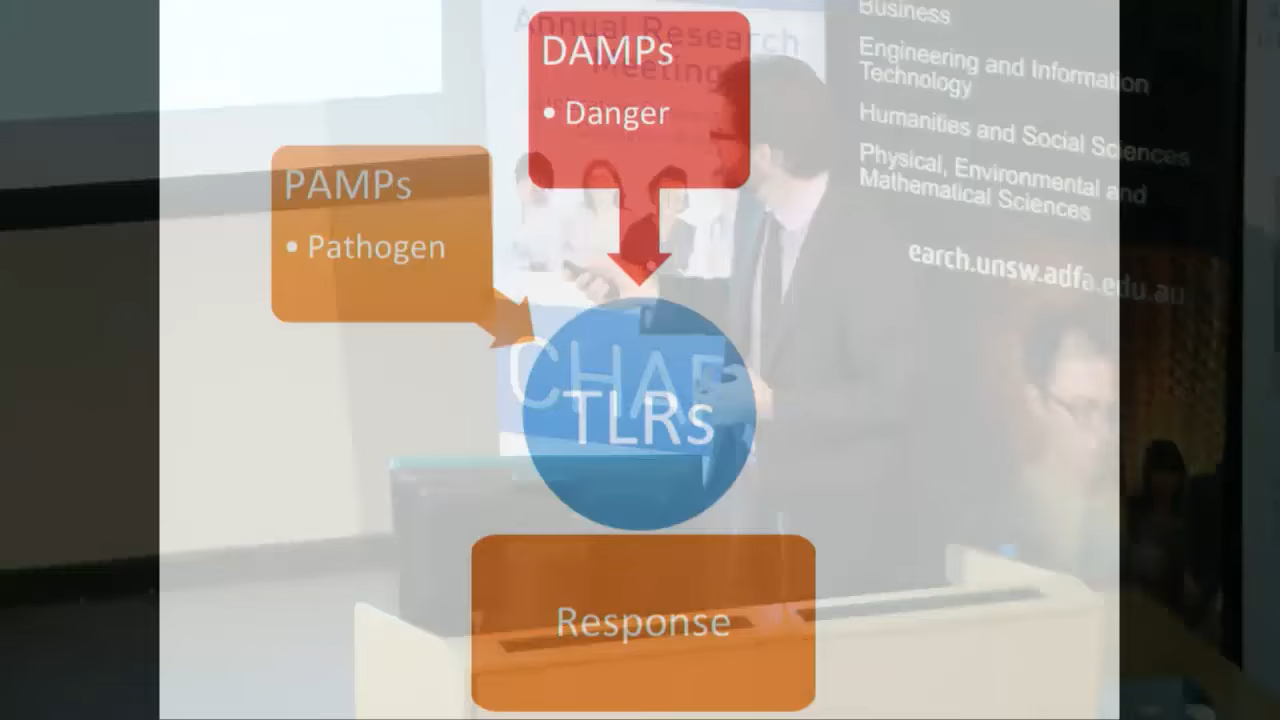 Annual Research
Meeting
DAMPs
• Danger
PAMPs
• Pathogen
TLRs
Response
Business
Engineering and Information
Technology
Humanities and Social Sciences
Physical, Environmental and
Mathematical Sciences
earch.unsw.adfa.edu.au